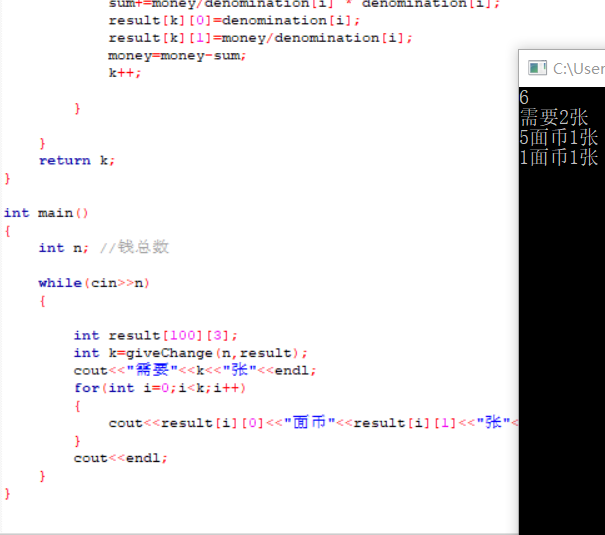 sum+=money/denomination[i] * denomination[i];
result[k][0]=denomination[i];
result[k][1]=money/denomination[i];
money=money-sum;
k++;
}
}
return k;
}
int main()
{
int n; //钱总数
while(cin>>n)
{
int result[100][3];
int k=giveChange(n,result);
cout<<"需要"<<k<<"张"<<endl;
for(int i=0;i<k;i++)
{
cout<<result[i][0]<<"面币"<<result[i][1]<<"张"<
}
cout<<endl;
}
}
C:\User
6
需要2张
5面币1张
1面币1张